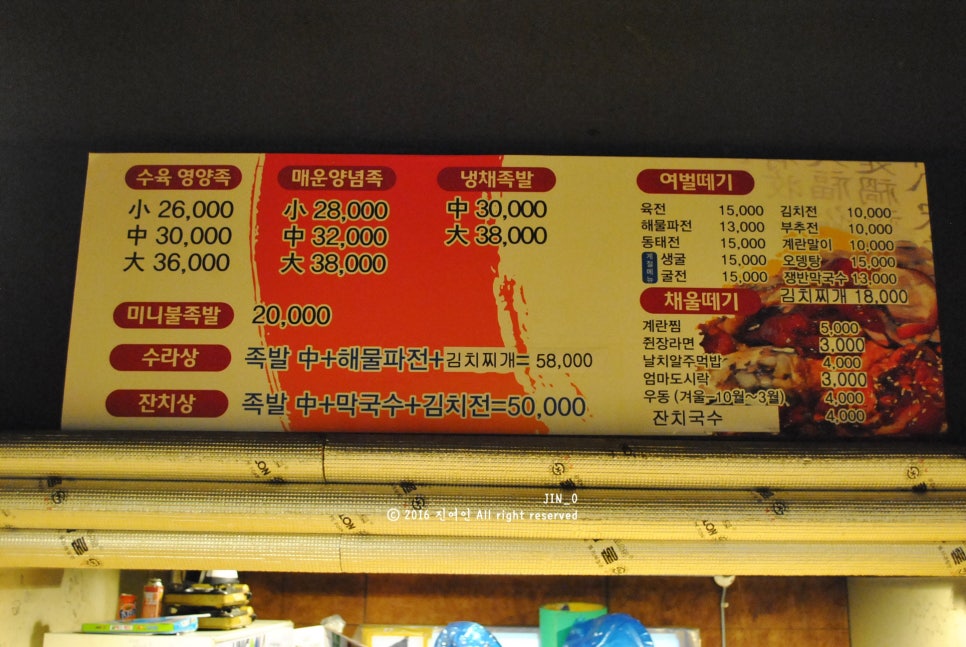 수육 영양족
小 26,000
中 30,000
大 36,000
매운양념족
小 28,000
中 32,000
大 38,000
냉채족발
中 30,000
大 38,000
미니불족발 20,000
수라상 족발 中+해물파전+김치찌개= 58,000
잔치상 족발 中+막국수+김치전=50,000
여벌떼기
육전 15,000
해물파전 13,000
동태전 15,000
계절메뉴
생굴 15,000
굴전 15,000
김치전 10,000
부추전 10,000
계란말이 10,000
오뎅탕 15,000
쟁반막국수 13,000
김치찌개 18,000
채울떼기
계란찜 5,000
쥔장라면 3,000
날치알주먹밥 4,000
엄마도시락 3,000
우동 (겨울-10월~3월) 4,000
잔치국수 4,000
JIN_O
© 2016 진어인 All right reserved